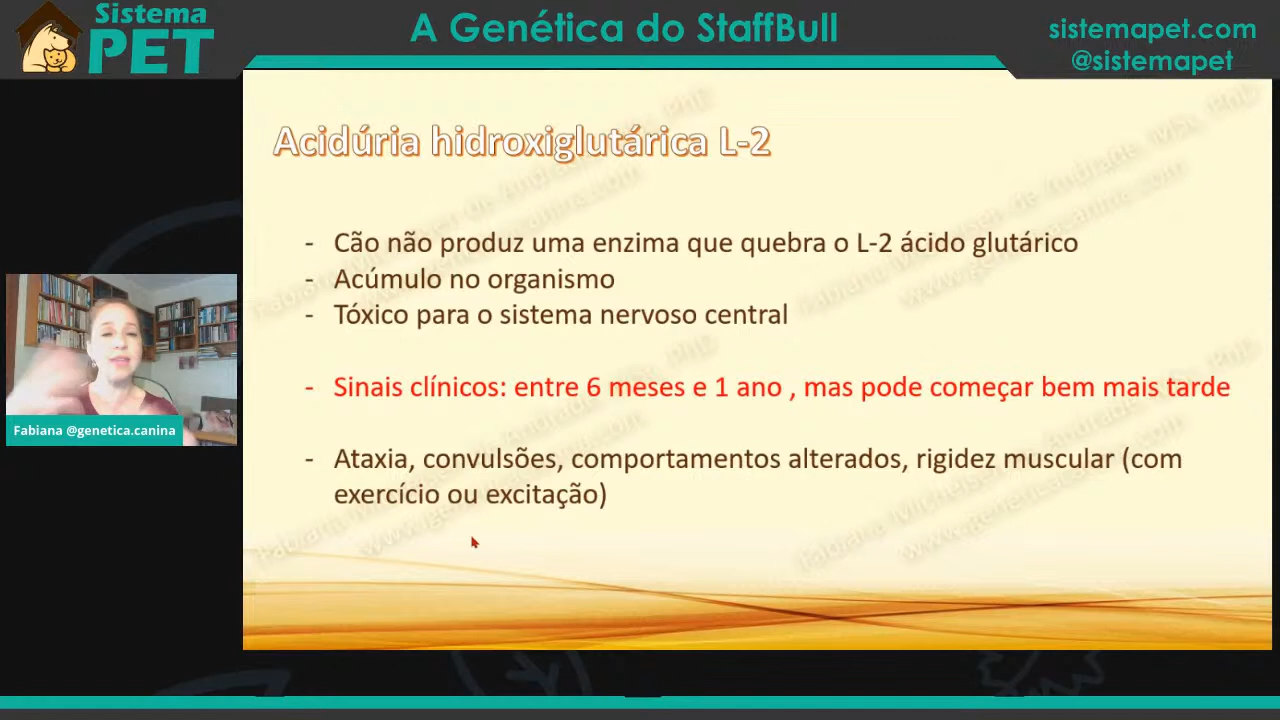 Sistema
PET
A Genética do StaffBull
sistemapet.com
@sistemapet
Acidúria hidroxiglutárica L-2
- Cão não produz uma enzima que quebra o L-2 ácido glutárico
- Acúmulo no organismo
- Tóxico para o sistema nervoso central
- Sinais clínicos: entre 6 meses e 1 ano , mas pode começar bem mais tarde
- Ataxia, convulsões, comportamentos alterados, rigidez muscular (com
exercício ou excitação)
Fabiana @genetica.canina